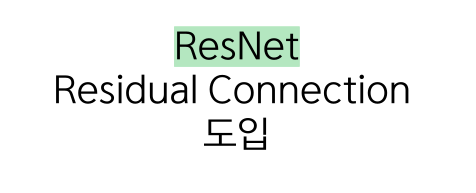 ResNet
Residual Connection
도입